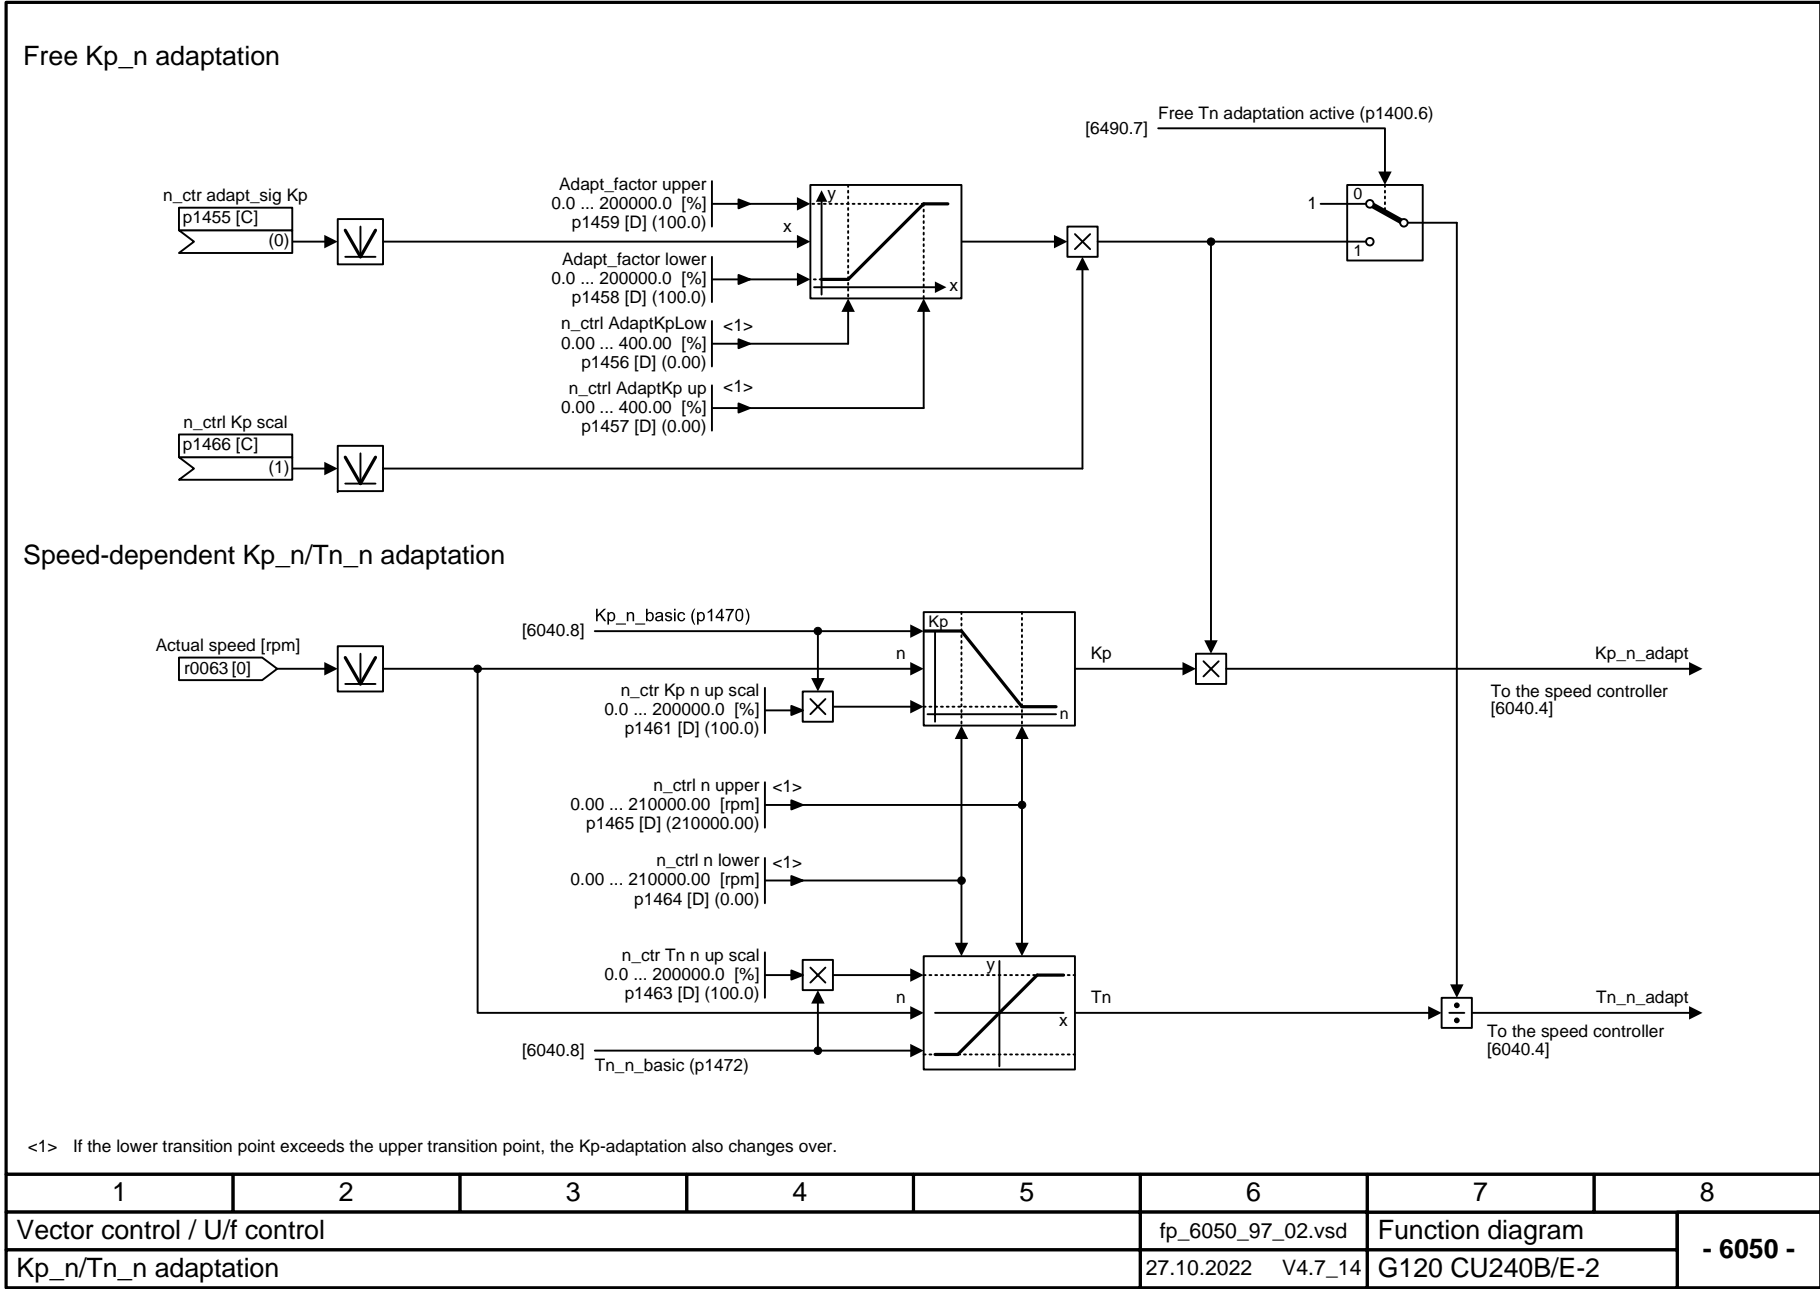 Free Kp_n adaptation
Free Tn adaptation active (p1400.6)
[6490.7]
n_ctr adapt_sig Kp
p1455 [C]
(0)
Adapt_factor upper
0.0 ... 200000.0 [%]
p1459 [D] (100.0)
x
Adapt_factor lower
0.0 ... 200000.0 [%]
p1458 [D] (100.0)
y
x
n_ctrl AdaptKpLow
<1>
0.00 ... 400.00 [%]
p1456 [D] (0.00)
n_ctrl AdaptKp up
<1>
0.00 ... 400.00 [%]
p1457 [D] (0.00)
1
0
1
n_ctrl Kp scal
p1466 [C]
(1)
Speed-dependent Kp_n/Tn_n adaptation
Actual speed [rpm]
r0063 [0]
[6040.8]
Kp_n_basic (p1470)
n
n_ctr Kp n up scal
0.0 ... 200000.0 [%]
p1461 [D] (100.0)
Kp
n
Kp
Kp_n_adapt
To the speed controller
[6040.4]
n_ctrl n upper
<1>
0.00 ... 210000.00 [rpm]
p1465 [D] (210000.00)
n_ctrl n lower
<1>
0.00 ... 210000.00 [rpm]
p1464 [D] (0.00)
n_ctr Tn n up scal
0.0 ... 200000.0 [%]
p1463 [D] (100.0)
n
[6040.8]
Tn_n_basic (p1472)
y
x
Tn
Tn_n_adapt
To the speed controller
[6040.4]
<1> If the lower transition point exceeds the upper transition point, the Kp-adaptation also changes over.
1 2 3 4 5 6 7 8
Vector control / U/f control
fp_6050_97_02.vsd
Function diagram
- 6050 -
Kp_n/Tn_n adaptation
27.10.2022 V4.7_14
G120 CU240B/E-2